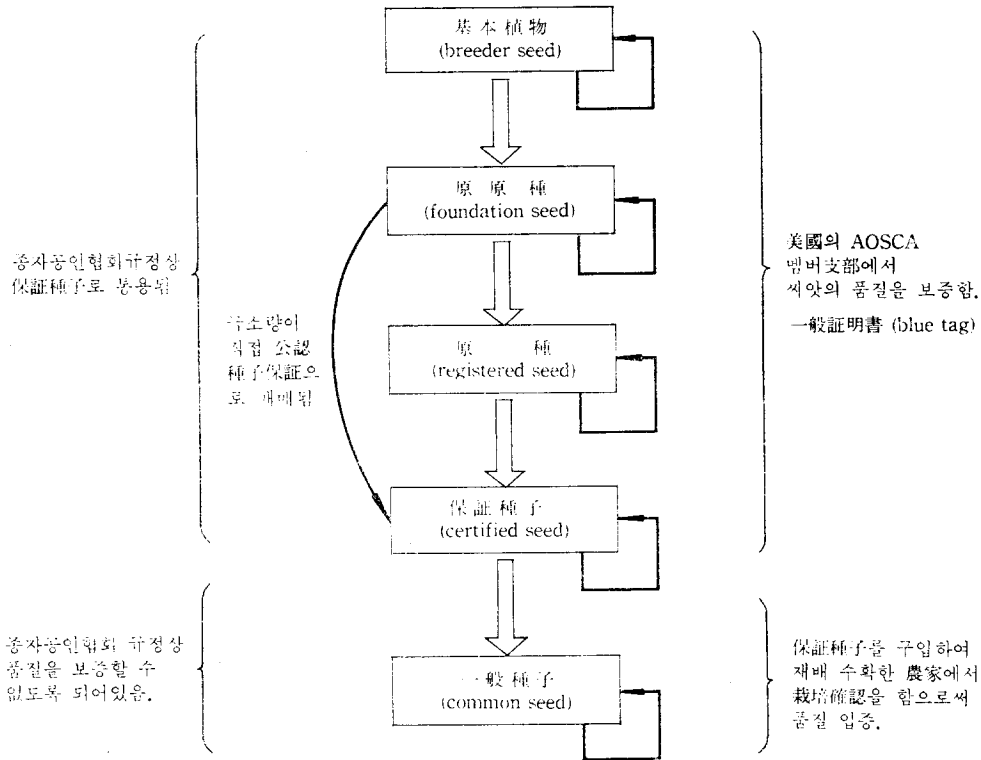 基本植物
(breeder seed)
原原種
(foundation seed)
종자공인협회규정상
保証種子로 통용됨
극소량이
직접 公認
種子保証으
로 매매됨
美國의 AOSCA
멤버支部에서
씨앗의 품질을 보증함.
一般証明書 (blue tag)
原種
(registered seed)
保証種子
(certified seed)
종자공인협회 규정상
품질을 보증할 수
없도록 되어있음.
一般種子
(common seed)
保証種子를 구입하여
재배 수확한 農家에서
栽培確認을 함으로써
품질 입증.